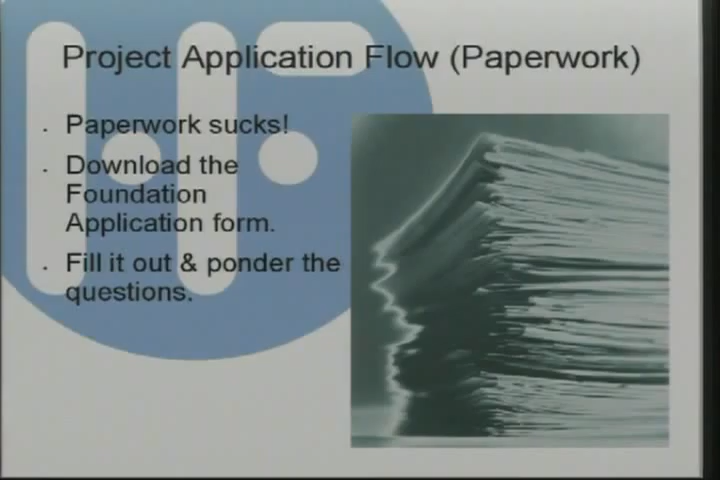 Project Application Flow (Paperwork)
Paperwork sucks!
Download the
Foundation
Application form.
Fill it out & ponder the
questions.